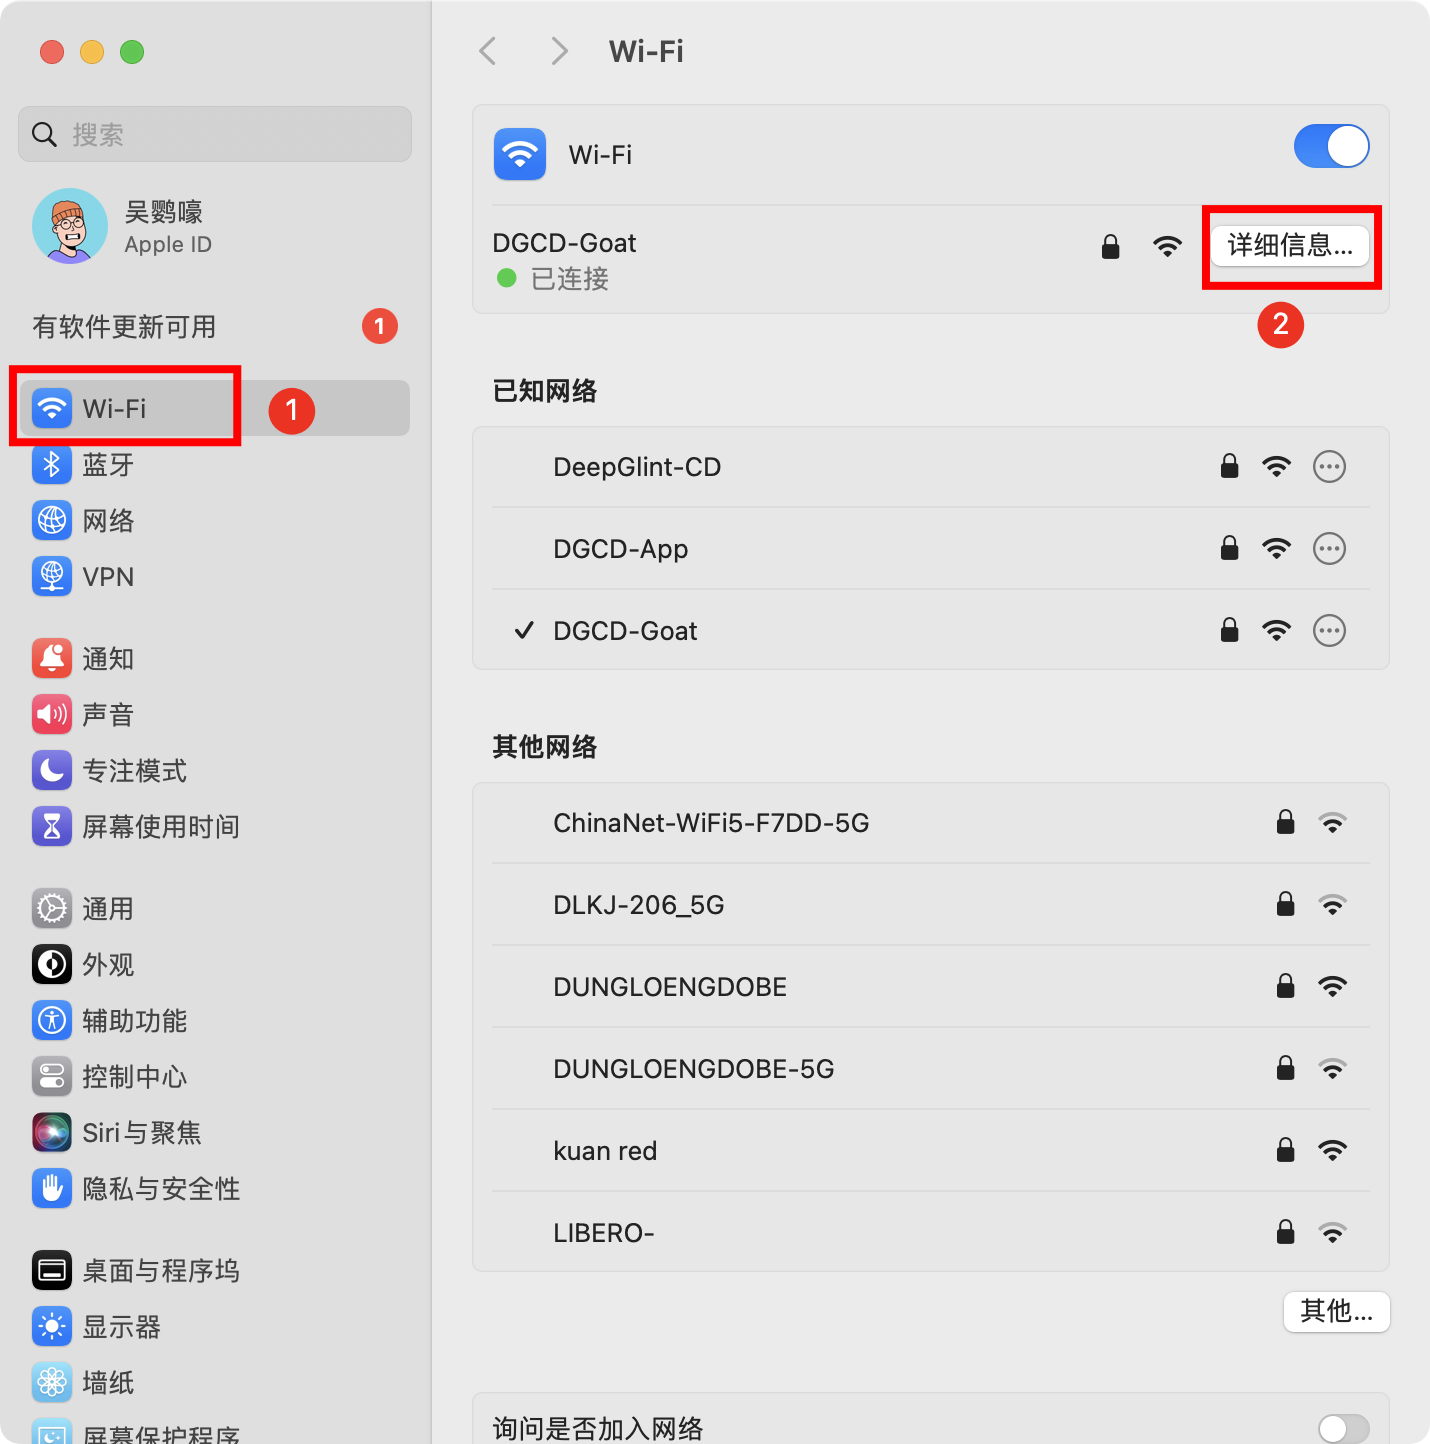 搜索
吴鹦嚎
Apple ID
有软件更新可用
1
Wi-Fi
1
蓝牙
网络
VPN
通知
声音
专注模式
屏幕使用时间
通用
外观
辅助功能
控制中心
Siri与聚焦
隐私与安全性
桌面与程序坞
显示器
墙纸
屏幕保护程序
Wi-Fi
Wi-Fi
DGCD-Goat
已连接
详细信息...
2
已知网络
DeepGlint-CD
DGCD-App
DGCD-Goat
其他网络
ChinaNet-WiFi5-F7DD-5G
DLKJ-206_5G
DUNGLOENGDOBE
DUNGLOENGDOBE-5G
kuan red
LIBERO-
其他...
询问是否加入网络